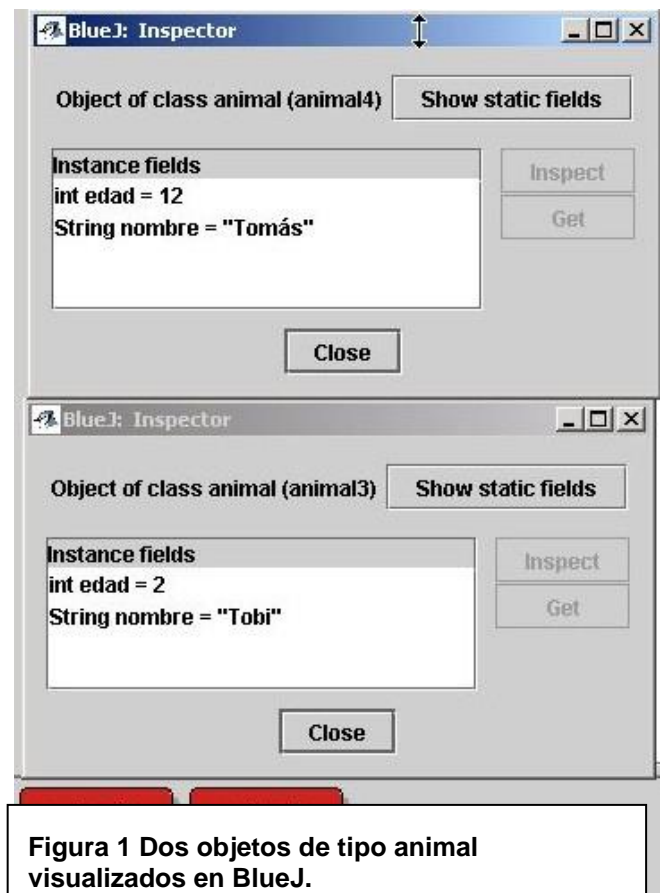 BlueJ: Inspector
Object of class animal (animal4) Show static fields
Instance fields
int edad = 12
String nombre = "Tomás"
Inspect
Get
Close
BlueJ: Inspector
Object of class animal (animal3) Show static fields
Instance fields
int edad = 2
String nombre = "Tobi"
Inspect
Get
Close
Figura 1 Dos objetos de tipo animal
visualizados en BlueJ.